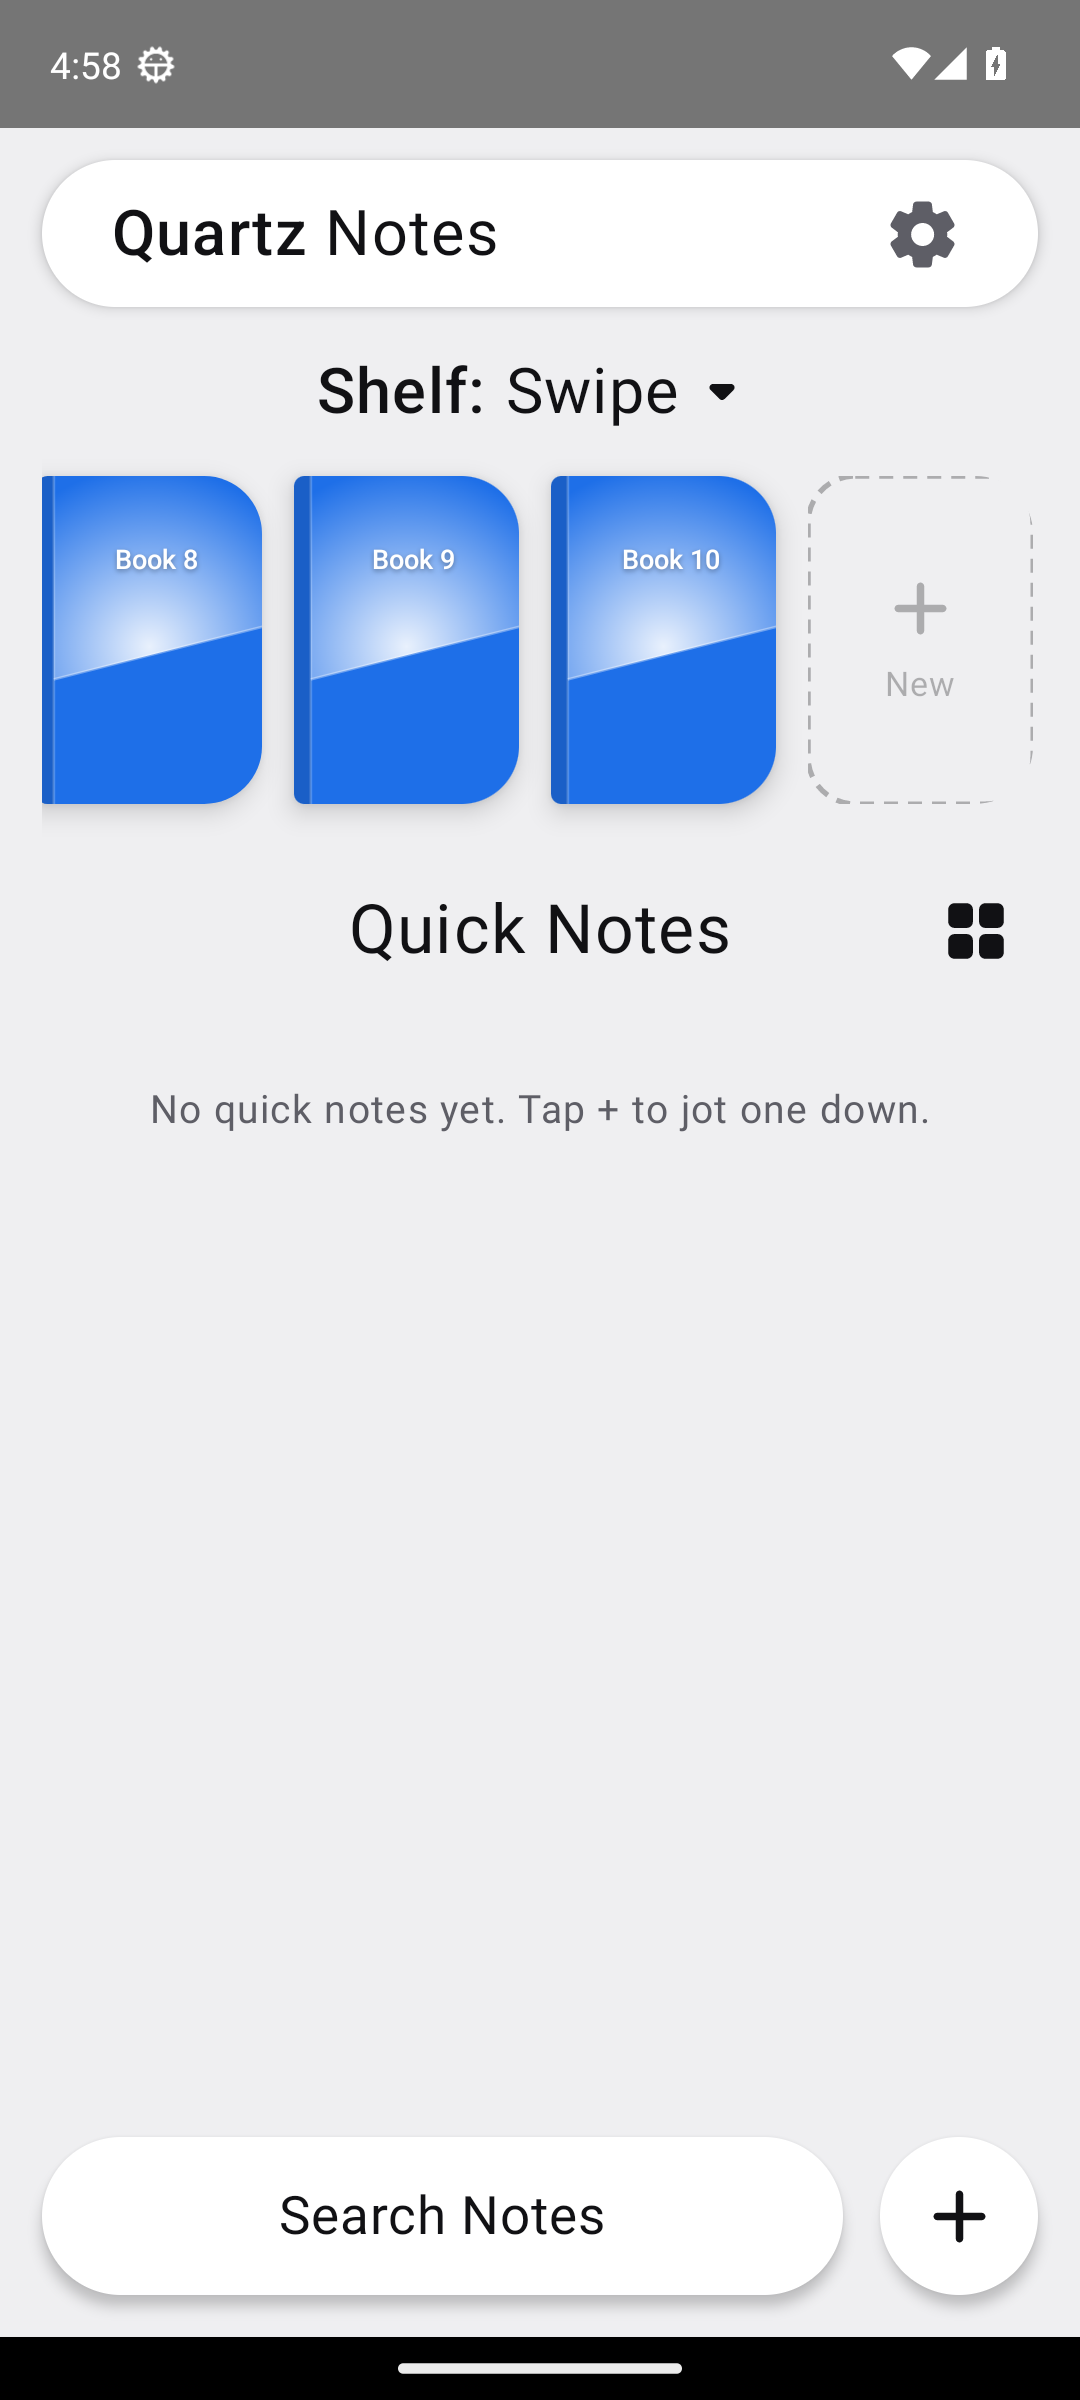 4:58
Quartz Notes
Shelf: Swipe
Book 8
Book 9
Book 10
New
Quick Notes
No quick notes yet. Tap + to jot one down.
Search Notes